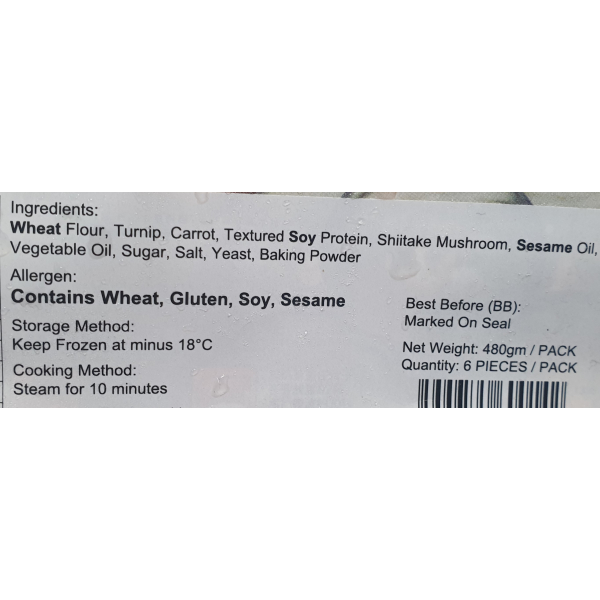 Ingredients:
Wheat Flour, Turnip, Carrot, Textured Soy Protein, Shiitake Mushroom, Sesame Oil,
Vegetable Oil, Sugar, Salt, Yeast, Baking Powder
Allergen:
Contains Wheat, Gluten, Soy, Sesame
Storage Method:
Keep Frozen at minus 18°C
Cooking Method:
Steam for 10 minutes
Best Before (BB):
Marked On Seal
Net Weight: 480gm / PACK
Quantity: 6 PIECES / PACK